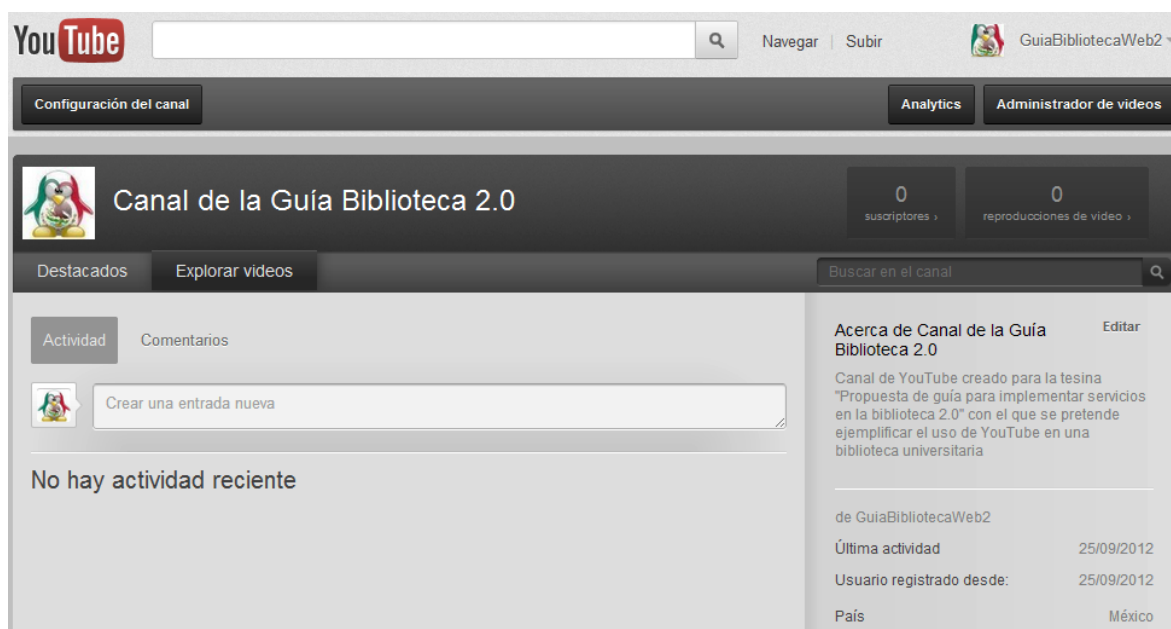 YouTube
Navegar | Subir
GuiaBibliotecaWeb2
Configuración del canal
Analytics
Administrador de videos
Canal de la Guía Biblioteca 2.0
0
suscriptores ›
0
reproducciones de video ›
Destacados
Explorar videos
Buscar en el canal
Actividad
Comentarios
Crear una entrada nueva
No hay actividad reciente
Acerca de Canal de la Guía
Biblioteca 2.0
Editar
Canal de YouTube creado para la tesina
"Propuesta de guía para implementar servicios
en la biblioteca 2.0" con el que se pretende
ejemplificar el uso de YouTube en una
biblioteca universitaria
de GuiaBibliotecaWeb2
Última actividad 25/09/2012
Usuario registrado desde: 25/09/2012
País México